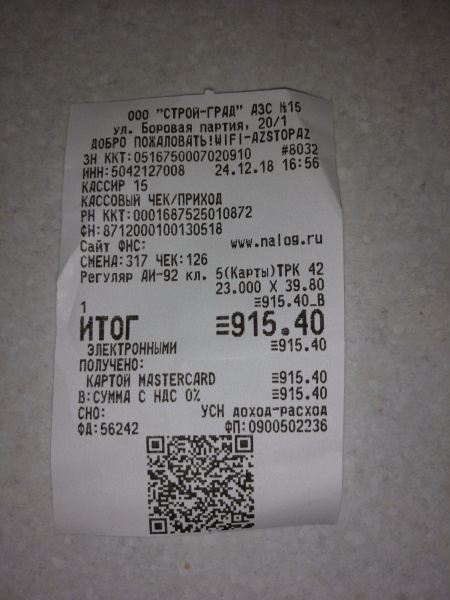 ООО "СТРОЙ-ГРАД" АЗС №15
ул. Боровая партия, 20/1
ДОБРО ПОЖАЛОВАТЬ!WIFI-AZSTOPAZ
ЗН ККТ:0516750007020910 #8032
ИНН:5042127008 24.12.18 16:56
КАССИР 15
КАССОВЫЙ ЧЕК/ПРИХОД
РН ККТ:0001687525010872
ФН:8712000100130518
Сайт ФНС: www.nalog.ru
СМЕНА:317 ЧЕК:126
Регуляр АИ-92 кл. 5(Карты)ТРК 42
23.000 X 39.80
1 ≡915.40_В
ИТОГ ≡915.40
ЭЛЕКТРОННЫМИ ≡915.40
ПОЛУЧЕНО:
КАРТОЙ MASTERCARD ≡915.40
В:СУММА С НДС 0% ≡915.40
СНО: УСН доход-расход
ФД:56242 ФП:0900502236